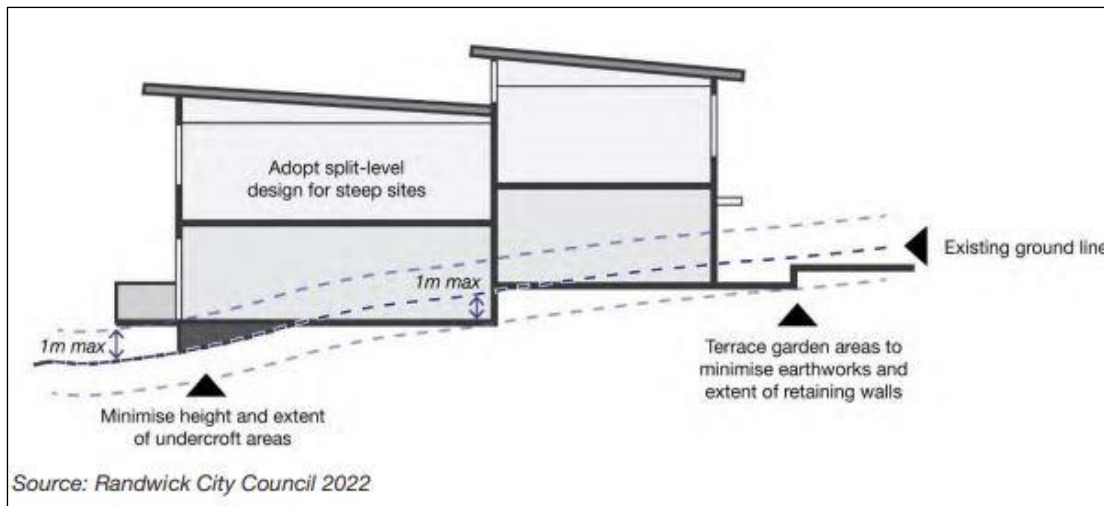 Adopt split-level
design for steep sites
1m max
Existing ground line
1m max
Terrace garden areas to
minimise earthworks and
extent of retaining walls
Minimise height and extent
of undercroft areas
Source: Randwick City Council 2022